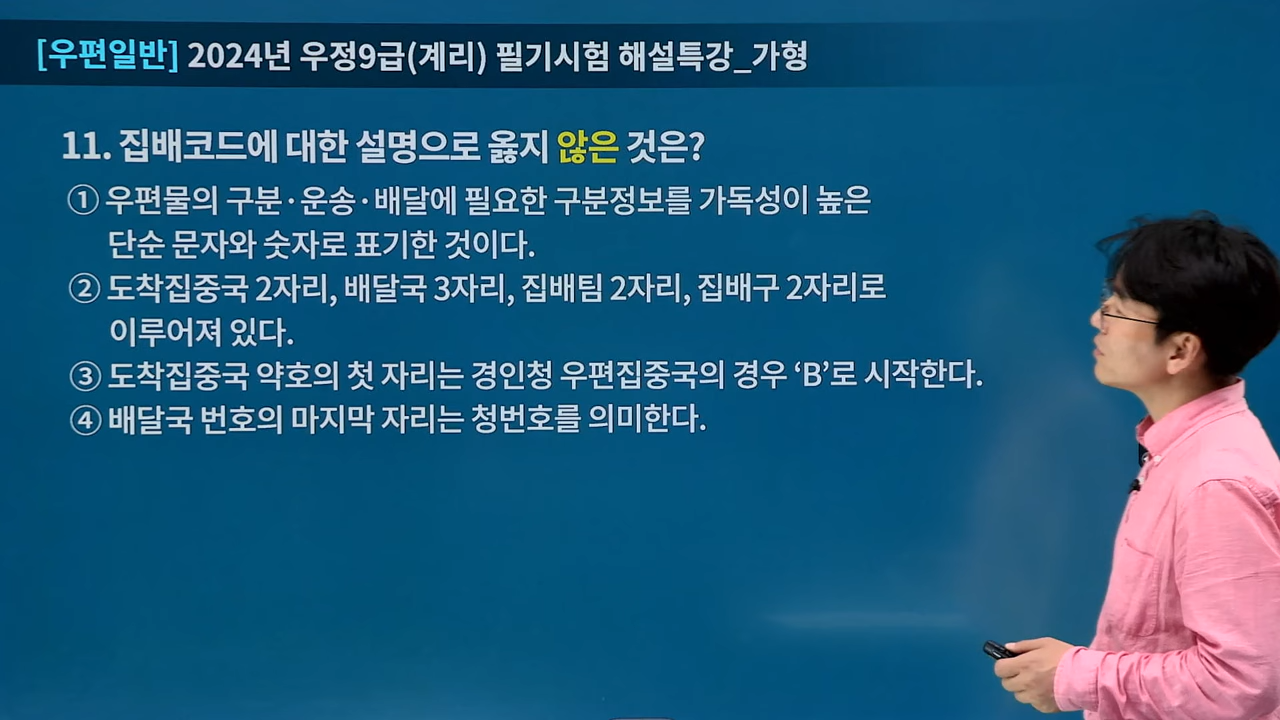 [우편일반] 2024년 우정9급(계리) 필기시험 해설특강_가형
11. 집배코드에 대한 설명으로 옳지 않은 것은?
① 우편물의 구분·운송·배달에 필요한 구분정보를 가독성이 높은
단순 문자와 숫자로 표기한 것이다.
② 도착집중국 2자리, 배달국 3자리, 집배팀 2자리, 집배구 2자리로
이루어져 있다.
③ 도착집중국 약호의 첫 자리는 경인청 우편집중국의 경우 ‘B’로 시작한다.
④ 배달국 번호의 마지막 자리는 청번호를 의미한다.